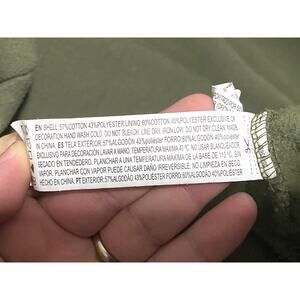 EN SHELL:57%COTTON 43%POLYESTER LINING:60%COTTON 40%POLYESTER EXCLUSIVE OF
DECORATION HAND WASH COLD. DO NOT BLEACH. LINE DRY. IRON LOW. DO NOT DRY CLEAN. MADE
IN CHINA. ES TELA EXTERIOR:57%ALGODÓN 43%poliéster FORRO:60%ALGODÓN 40%poliéster
EXCLUSIVO PARA DECORACIÓN LAVAR A MANO, TEMPERATURA MÁXIMA 40 ºC. NO USAR BLANQUEADOR.
SECADO EN TENDEDERO. PLANCHAR A UNA TEMPERATURA MAXIMA DE LA BASE DE 110 ºC, SIN
VAPOR. PLANCHAR CON VAPOR PUEDE CAUSAR DAÑO IRREVERSIBLE. NO LIMPIEZA EN SECO.
HECHO EN CHINA. PT EXTERIOR:57%ALGODÃO 43%POLIÉSTER FORRO: 60%ALGODÃO 40%POLIÉSTER